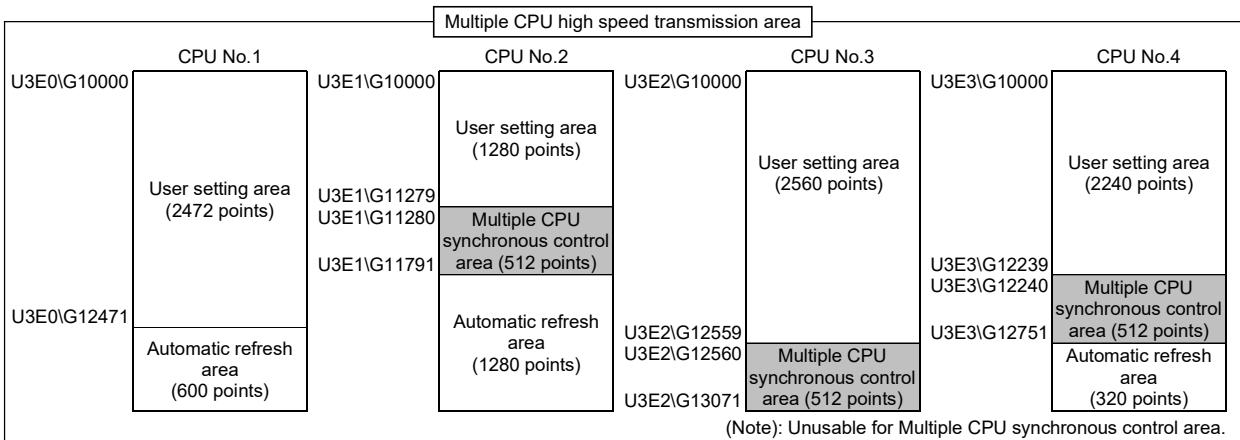 Multiple CPU high speed transmission area
CPU No.1
U3E0\G10000
User setting area
(2472 points)
U3E0\G12471
Automatic refresh
area
(600 points)
CPU No.2
U3E1\G10000
User setting area
(1280 points)
U3E1\G11279
U3E1\G11280
Multiple CPU
synchronous control
area (512 points)
U3E1\G11791
Automatic refresh
area
(1280 points)
CPU No.3
U3E2\G10000
User setting area
(2560 points)
U3E2\G12559
U3E2\G12560
Multiple CPU
synchronous control
area (512 points)
U3E2\G13071
CPU No.4
U3E3\G10000
User setting area
(2240 points)
U3E3\G12239
U3E3\G12240
Multiple CPU
synchronous control
area (512 points)
U3E3\G12751
Automatic refresh
area
(320 points)
(Note): Unusable for Multiple CPU synchronous control area.